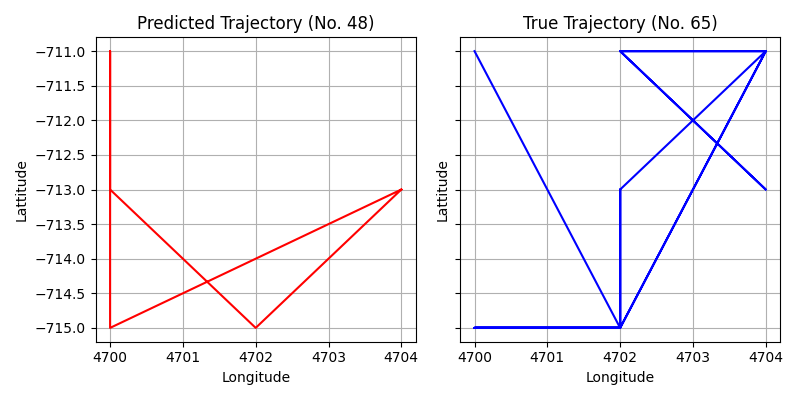 Predicted Trajectory (No. 48)
True Trajectory (No. 65)
−711.0
−711.5
−712.0
−712.5
−713.0
−713.5
−714.0
−714.5
−715.0
Lattitude
Lattitude
4700 4701 4702 4703 4704
4700 4701 4702 4703 4704
Longitude
Longitude